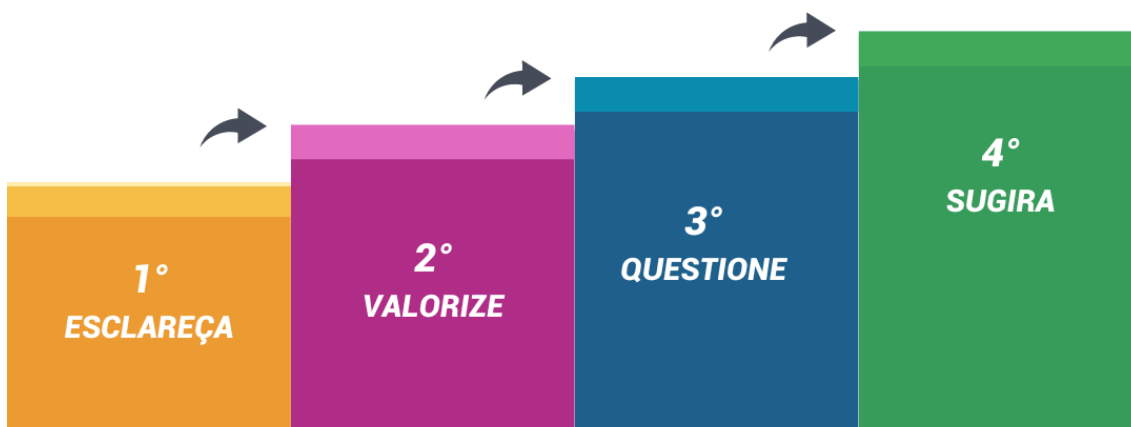 1°
ESCLAREÇA
2°
VALORIZE
3°
QUESTIONE
4°
SUGIRA